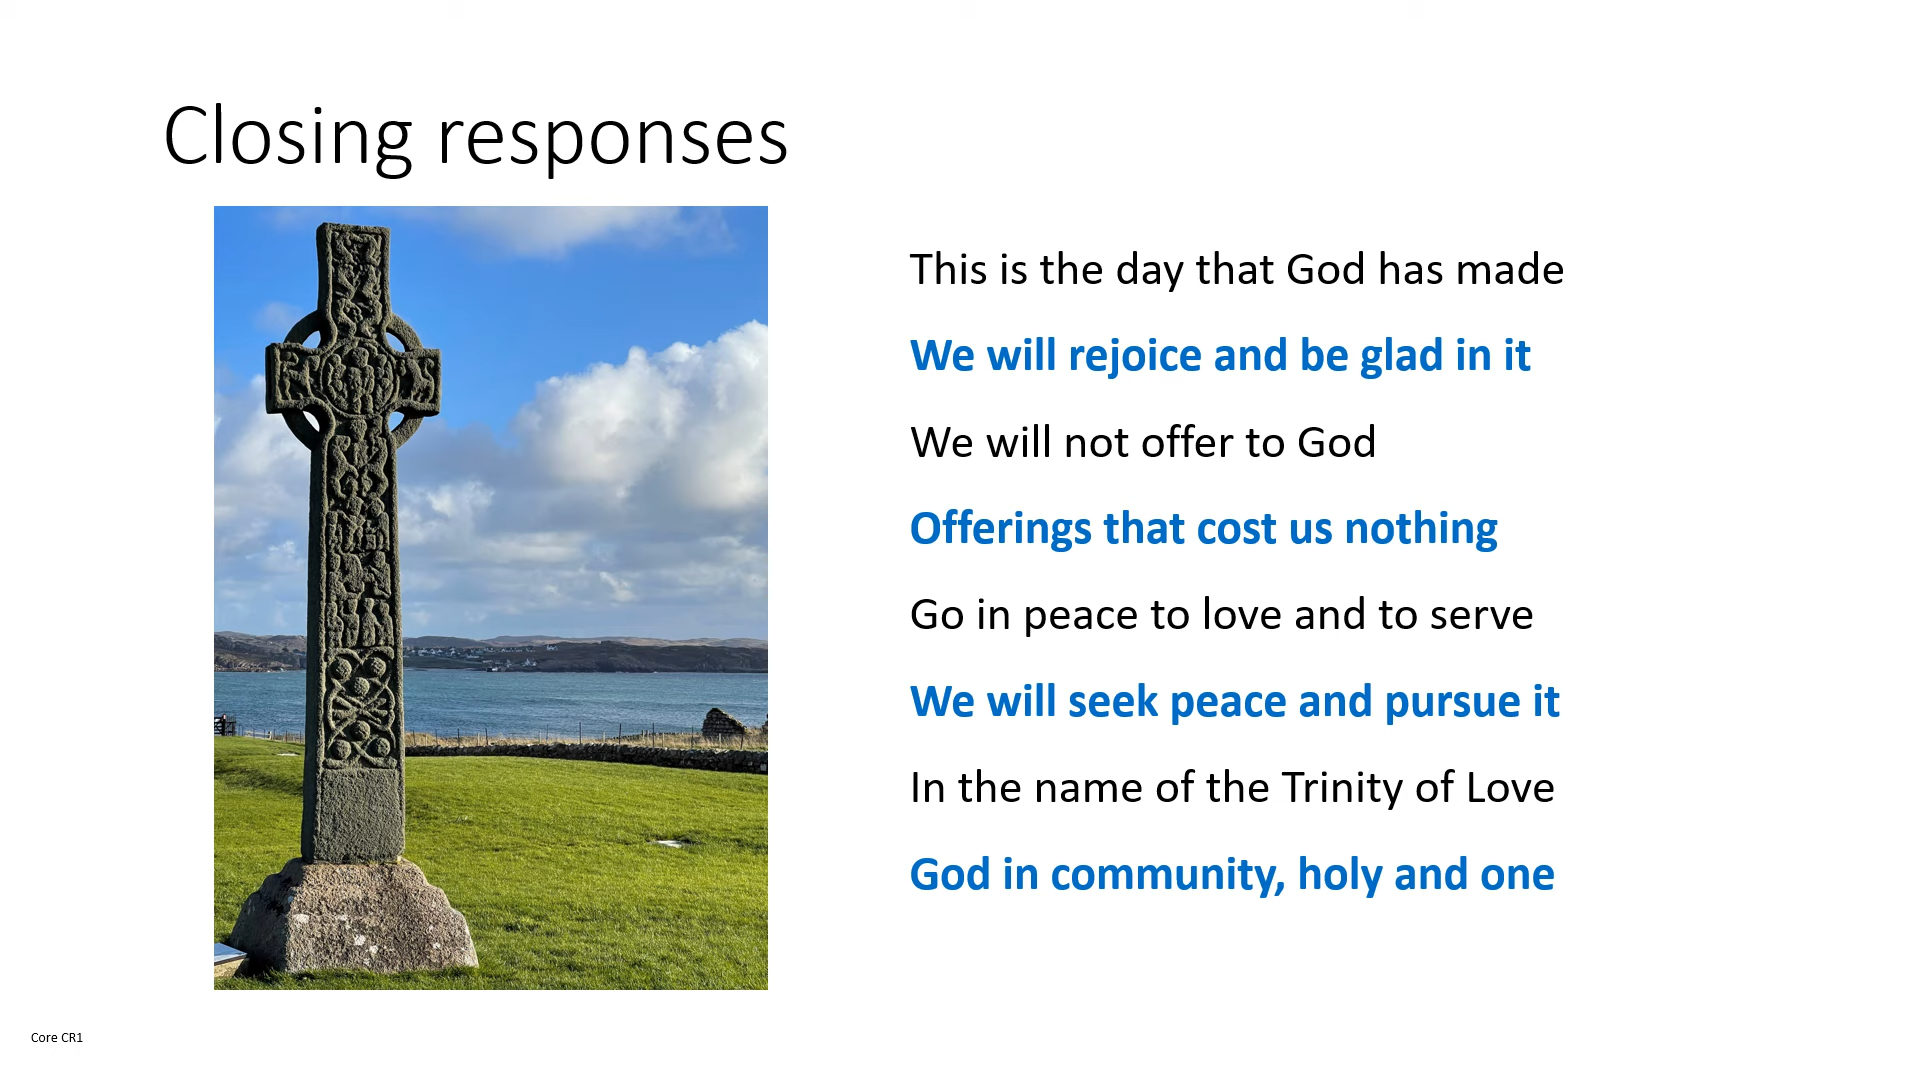 Closing responses
This is the day that God has made
We will rejoice and be glad in it
We will not offer to God
Offerings that cost us nothing
Go in peace to love and to serve
We will seek peace and pursue it
In the name of the Trinity of Love
God in community, holy and one
Core CR1